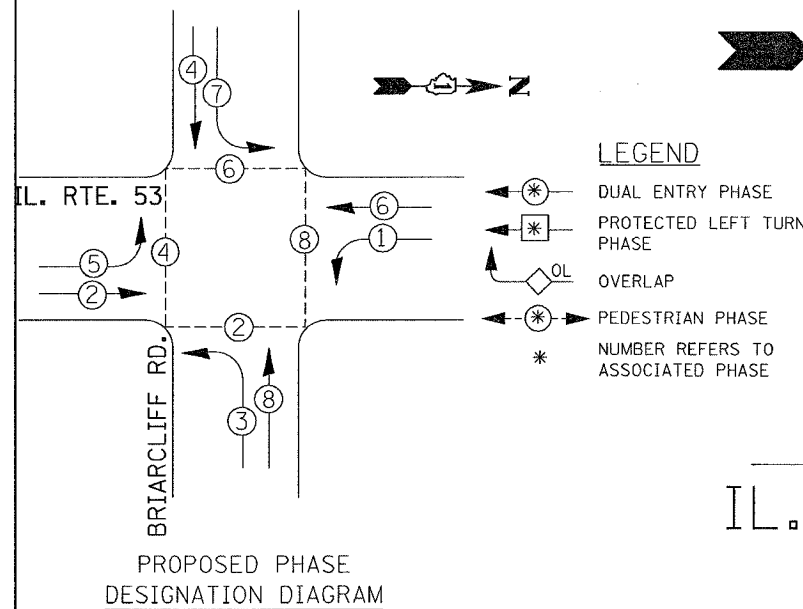 4
7
6
N
IL. RTE. 53
6
1
5
4
8
2
2
3
8
BRIARCLIFF RD.
PROPOSED PHASE
DESIGNATION DIAGRAM
LEGEND
* DUAL ENTRY PHASE
* PROTECTED LEFT TURN
PHASE
OL OVERLAP
* PEDESTRIAN PHASE
* NUMBER REFERS TO
ASSOCIATED PHASE
IL.